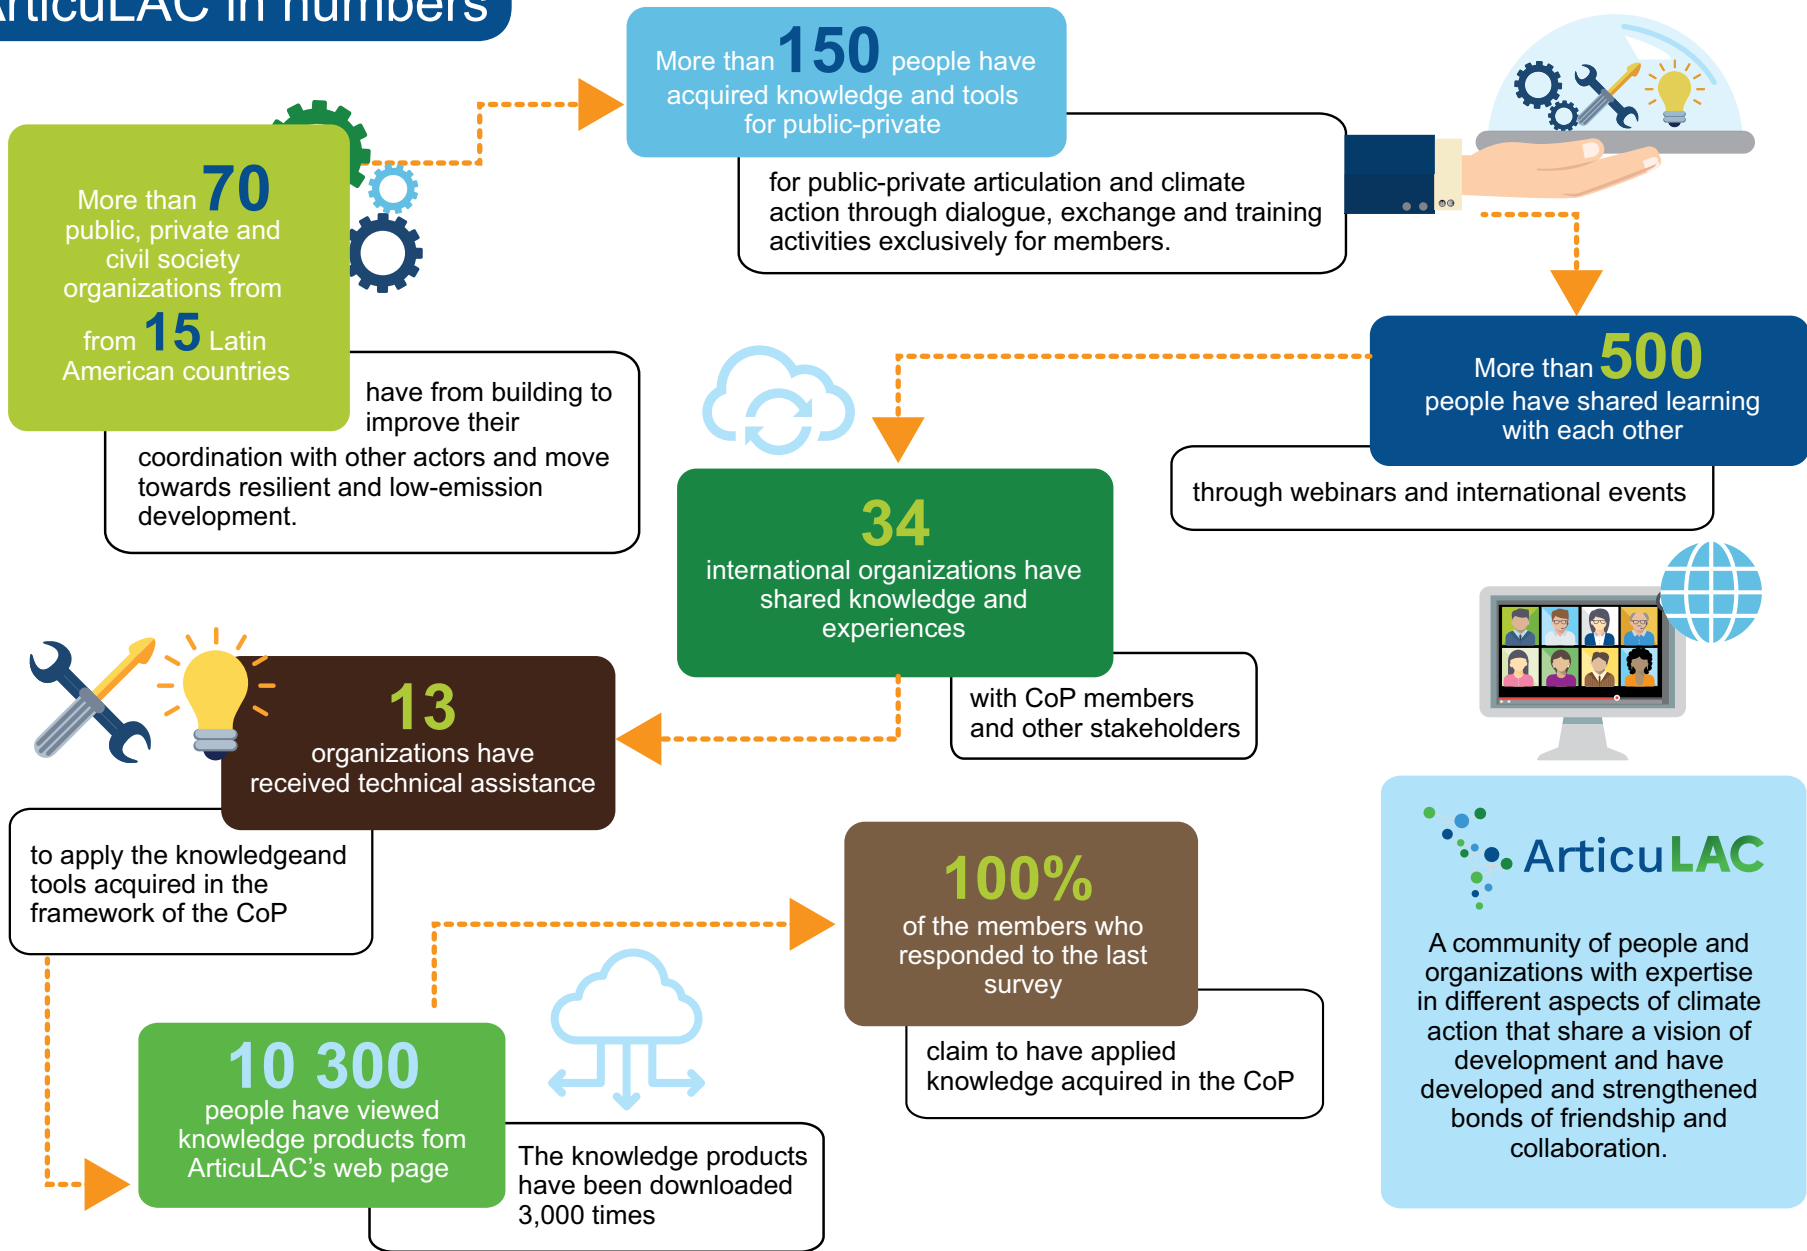 ArticuLAC in numbers
More than 70
public, private and
civil society
organizations from
from 15 Latin
American countries
have from building to
improve their
coordination with other actors and move
towards resilient and low-emission
development.
More than 150 people have
acquired knowledge and tools
for public-private
for public-private articulation and climate
action through dialogue, exchange and training
activities exclusively for members.
More than 500
people have shared learning
with each other
through webinars and international events
34
international organizations have
shared knowledge and
experiences
with CoP members
and other stakeholders
13
organizations have
received technical assistance
to apply the knowledgeand
tools acquired in the
framework of the CoP
10 300
people have viewed
knowledge products fom
ArticuLAC's web page
The knowledge products
have been downloaded
3,000 times
100%
of the members who
responded to the last
survey
claim to have applied
knowledge acquired in the CoP
ArticuLAC
A community of people and
organizations with expertise
in different aspects of climate
action that share a vision of
development and have
developed and strengthened
bonds of friendship and
collaboration.